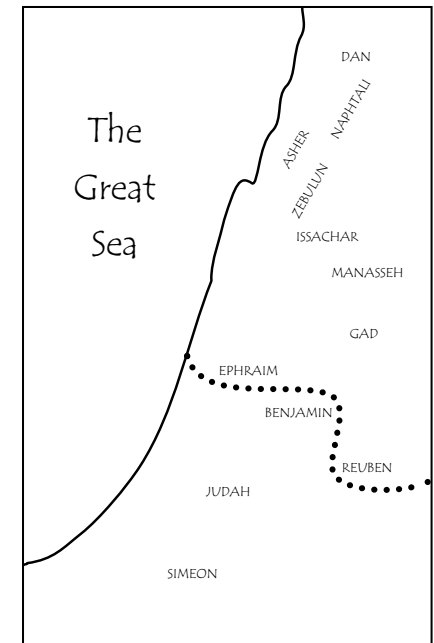 The
Great
Sea
DAN
NAPHTALI
ASHER
ZEBULUN
ISSACHAR
MANASSEH
GAD
EPHRAIM
BENJAMIN
REUBEN
JUDAH
SIMEON